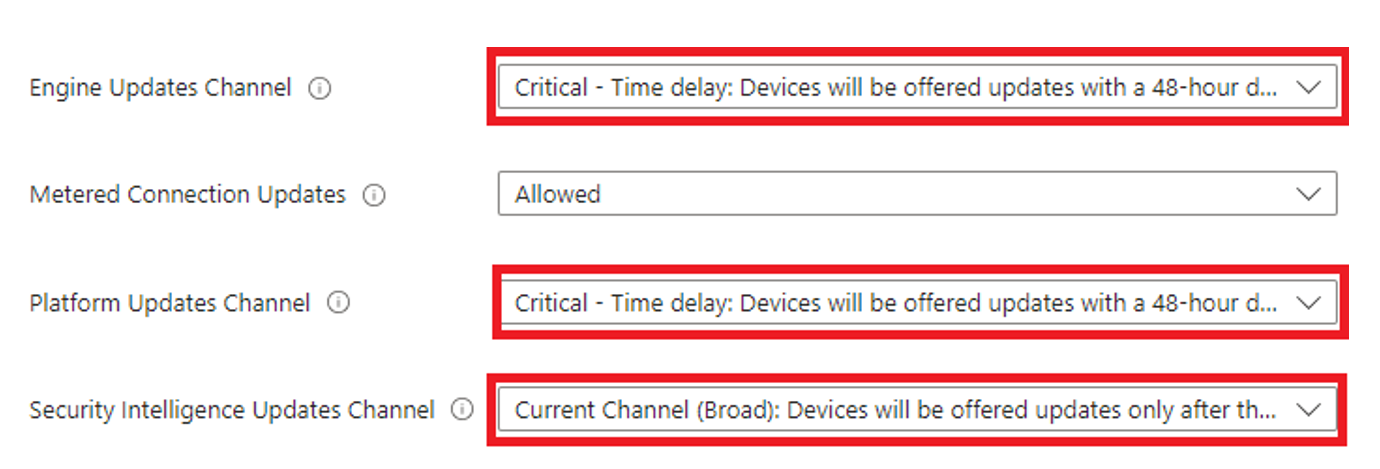 Engine Updates Channel Critical - Time delay: Devices will be offered updates with a 48-hour d...
Metered Connection Updates Allowed
Platform Updates Channel Critical - Time delay: Devices will be offered updates with a 48-hour d...
Security Intelligence Updates Channel Current Channel (Broad): Devices will be offered updates only after th...